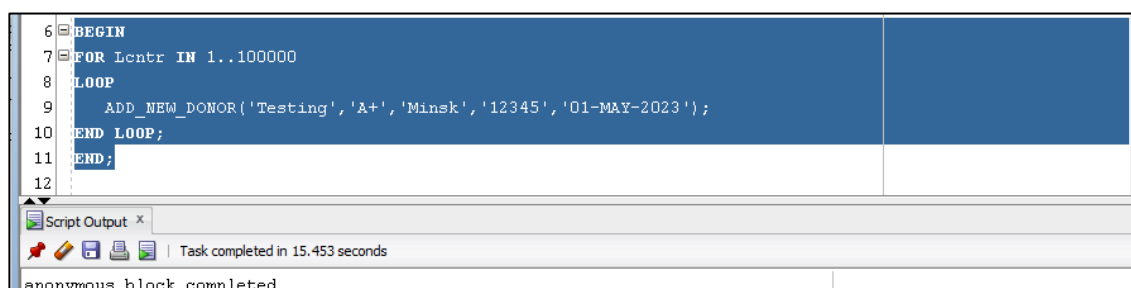 6 BEGIN
7 FOR Lcntr IN 1..100000
8 LOOP
9 ADD_NEW_DONOR('Testing','A+','Minsk','12345','01-MAY-2023');
10 END LOOP;
11 END;
12
Script Output x
| Task completed in 15.453 seconds
anonymous block completed